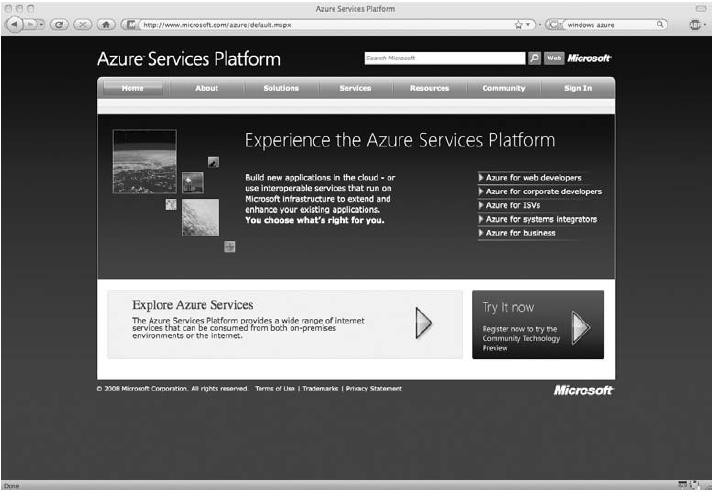 Azure Services Platform
http://www.microsoft.com/azure/default.mspx
windows azure
Azure Services Platform
Search Microsoft
Web
Microsoft
Home About Solutions Services Resources Community Sign In
Experience the Azure Services Platform
Build new applications in the cloud - or
use interoperable services that run on
Microsoft infrastructure to extend and
enhance your existing applications.
You choose what's right for you.
Azure for web developers
Azure for corporate developers
Azure for ISVs
Azure for systems integrators
Azure for business
Explore Azure Services
The Azure Services Platform provides a wide range of internet
services that can be consumed from both on-premises
environments or the internet.
Try It now
Register now to try the
Community Technology
Preview
© 2008 Microsoft Corporation. All rights reserved. Terms of Use | Trademarks | Privacy Statement
Microsoft
Done